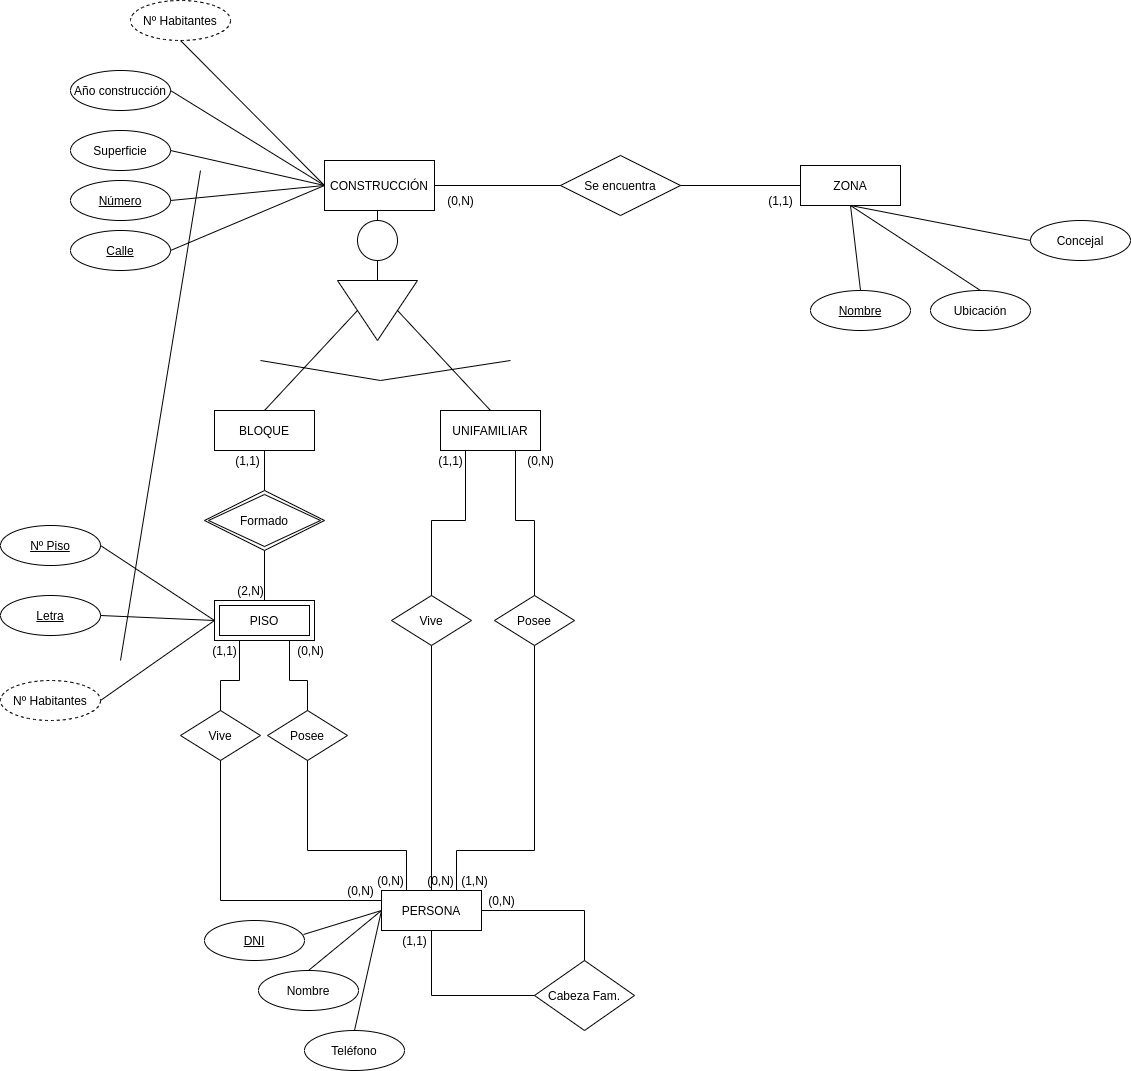 Nº Habitantes
Año construcción
Superficie
Número
Calle
CONSTRUCCIÓN
(0,N)
Se encuentra
(1,1)
ZONA
Concejal
Nombre
Ubicación
BLOQUE
UNIFAMILIAR
(1,1)
(1,1)
(0,N)
Formado
Nº Piso
(2,N)
Letra
PISO
Vive
Posee
(1,1)
(0,N)
Nº Habitantes
Vive
Posee
(0,N)
(0,N)
(0,N)
(1,N)
(0,N)
PERSONA
(1,1)
DNI
Nombre
Cabeza Fam.
Teléfono